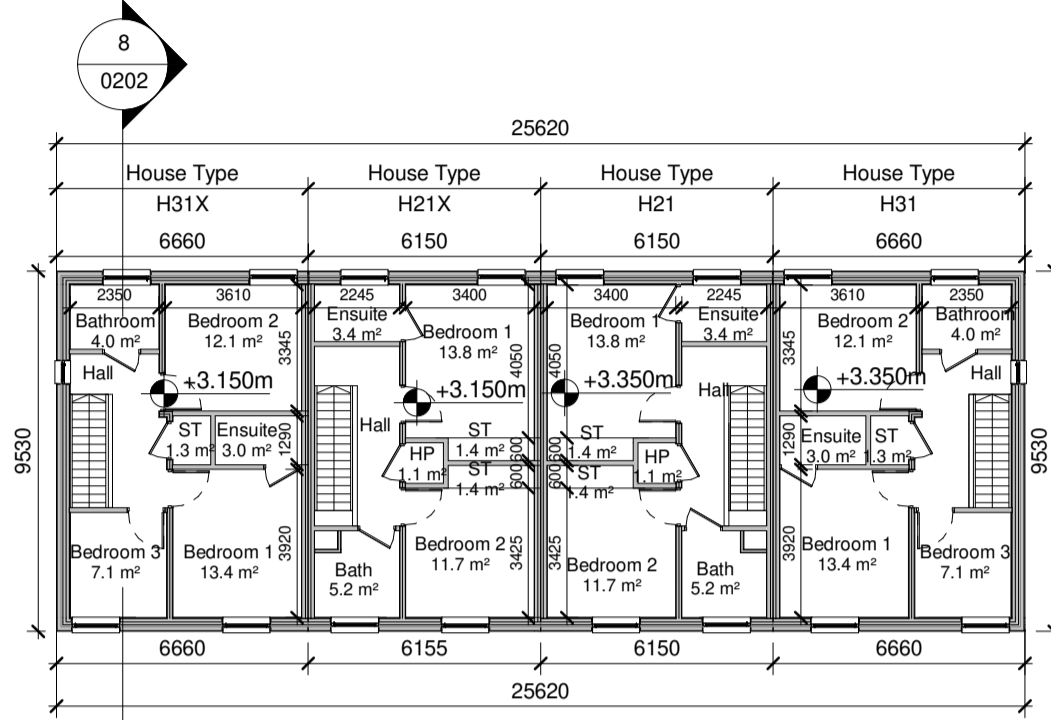 8
0202
25620
House Type
House Type
House Type
House Type
H31X
H21X
H21
H31
6660
6150
6150
6660
2350
3610
2245
3400
3400
2245
3610
2350
Bathroom
4.0 m²
Bedroom 2
12.1 m²
3345
Ensuite
3.4 m²
Bedroom 1
13.8 m²
4050
4050
Bedroom 1
13.8 m²
Ensuite
3.4 m²
3345
Bedroom 2
12.1 m²
Bathroom
4.0 m²
Hall
+3.150m
+3.150m
+3.350m
Hall
+3.350m
Hall
9530
ST
1.3 m²
Ensuite
3.0 m²
1290
Hall
HP
1.1 m²
ST
1.4 m²
600
ST
1.4 m²
600
600
ST
1.4 m²
600
ST
1.4 m²
HP
1.1 m²
1290
Ensuite
3.0 m²
ST
1.3 m²
9530
Bedroom 3
7.1 m²
Bedroom 1
13.4 m²
3920
Bath
5.2 m²
Bedroom 2
11.7 m²
3425
3425
Bedroom 2
11.7 m²
Bath
5.2 m²
3920
Bedroom 1
13.4 m²
Bedroom 3
7.1 m²
6660
6155
6150
6660
25620